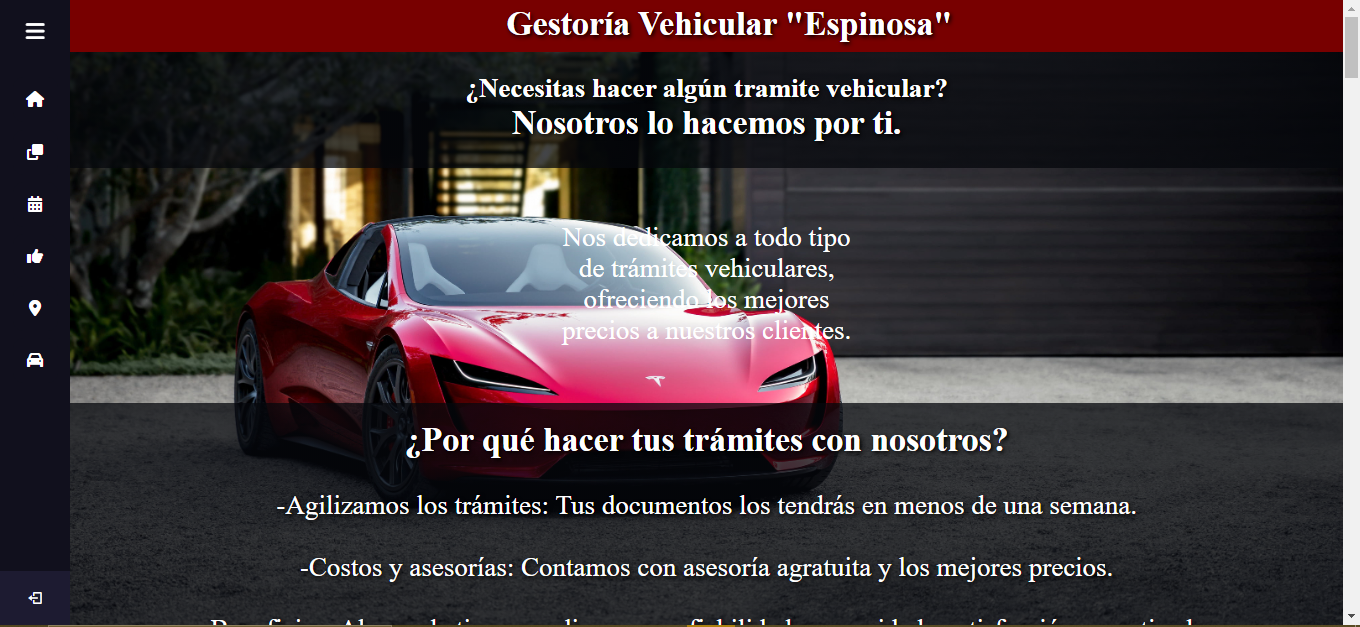 Gestoría Vehicular "Espinosa"
¿Necesitas hacer algún tramite vehicular?
Nosotros lo hacemos por ti.
Nos dedicamos a todo tipo
de trámites vehiculares,
ofreciendo los mejores
precios a nuestros clientes.
¿Por qué hacer tus trámites con nosotros?
-Agilizamos los trámites: Tus documentos los tendrás en menos de una semana.
-Costos y asesorías: Contamos con asesoría agratuita y los mejores precios.